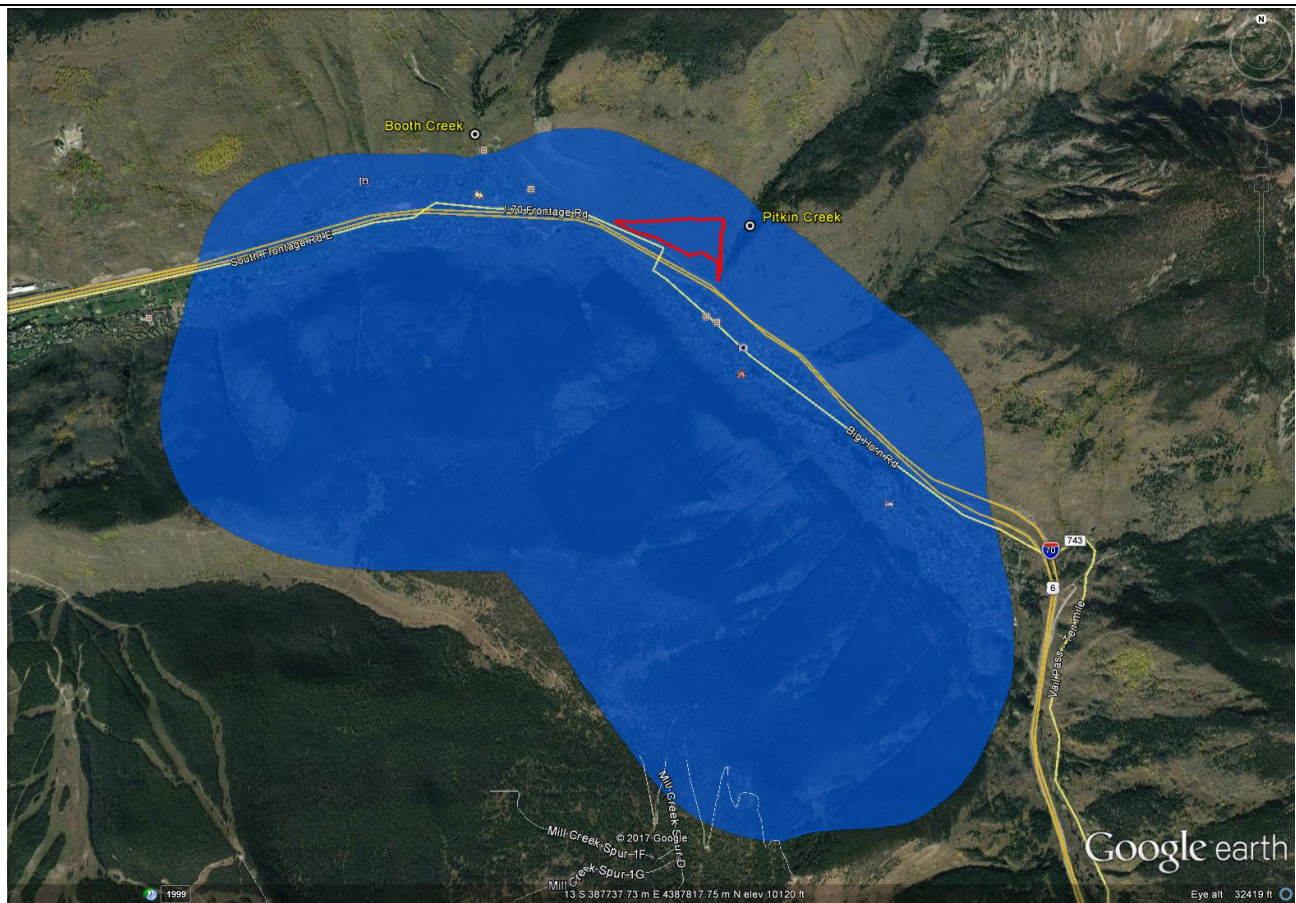 N
Booth Creek
Pitkin Creek
I-70 Frontage Rd
South Frontage Rd E
Big Horn Rd
70
743
6
Vail Pass - Ten mile
Mill Creek Spur D
Mill Creek Spur 1F
Mill Creek Spur 1G
© 2017 Google
Google earth
1999
13 S 387737.73 m E 4387817.75 m N elev 10120 ft
Eye alt 32419 ft